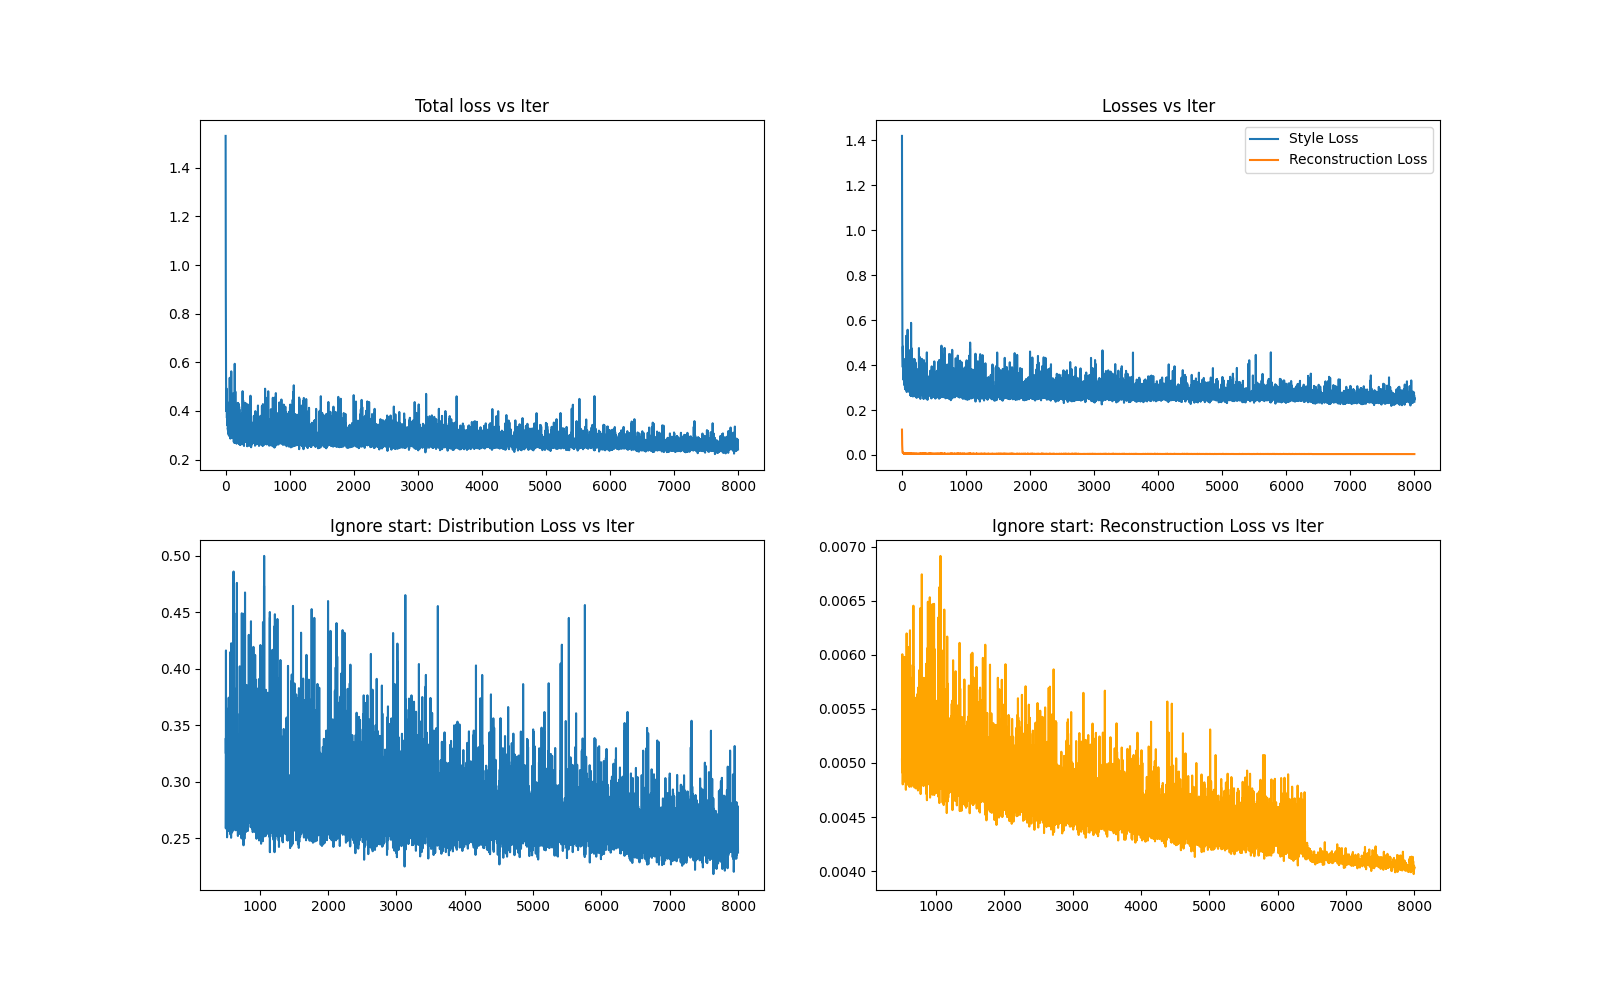 Total loss vs Iter
1.4
1.2
1.0
0.8
0.6
0.4
0.2
0 1000 2000 3000 4000 5000 6000 7000 8000
Losses vs Iter
Style Loss
Reconstruction Loss
1.4
1.2
1.0
0.8
0.6
0.4
0.2
0.0
0 1000 2000 3000 4000 5000 6000 7000 8000
Ignore start: Distribution Loss vs Iter
0.50
0.45
0.40
0.35
0.30
0.25
1000 2000 3000 4000 5000 6000 7000 8000
Ignore start: Reconstruction Loss vs Iter
0.0070
0.0065
0.0060
0.0055
0.0050
0.0045
0.0040
1000 2000 3000 4000 5000 6000 7000 8000